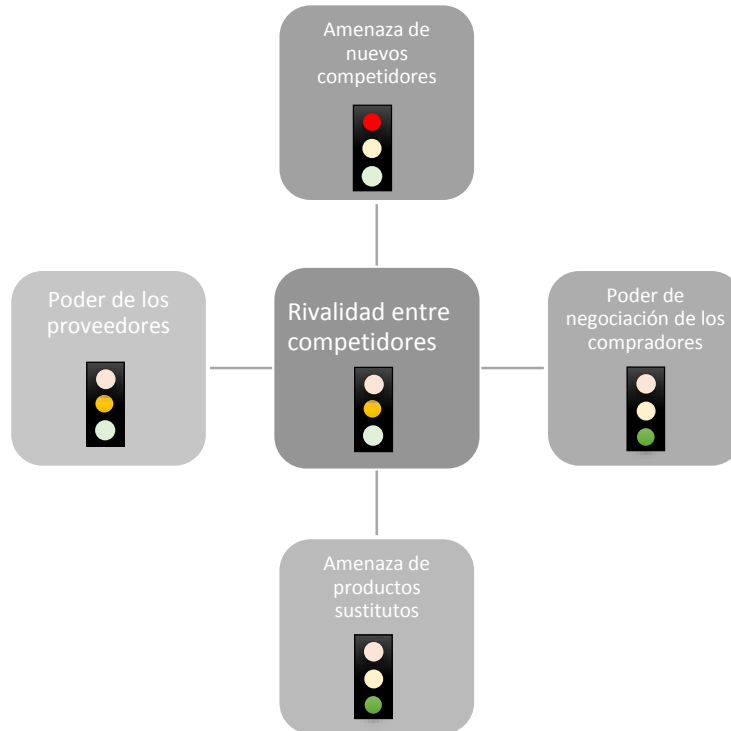 Amenaza de
nuevos
competidores
Poder de los
proveedores
Rivalidad entre
competidores
Poder de
negociación de los
compradores
Amenaza de
productos
sustitutos